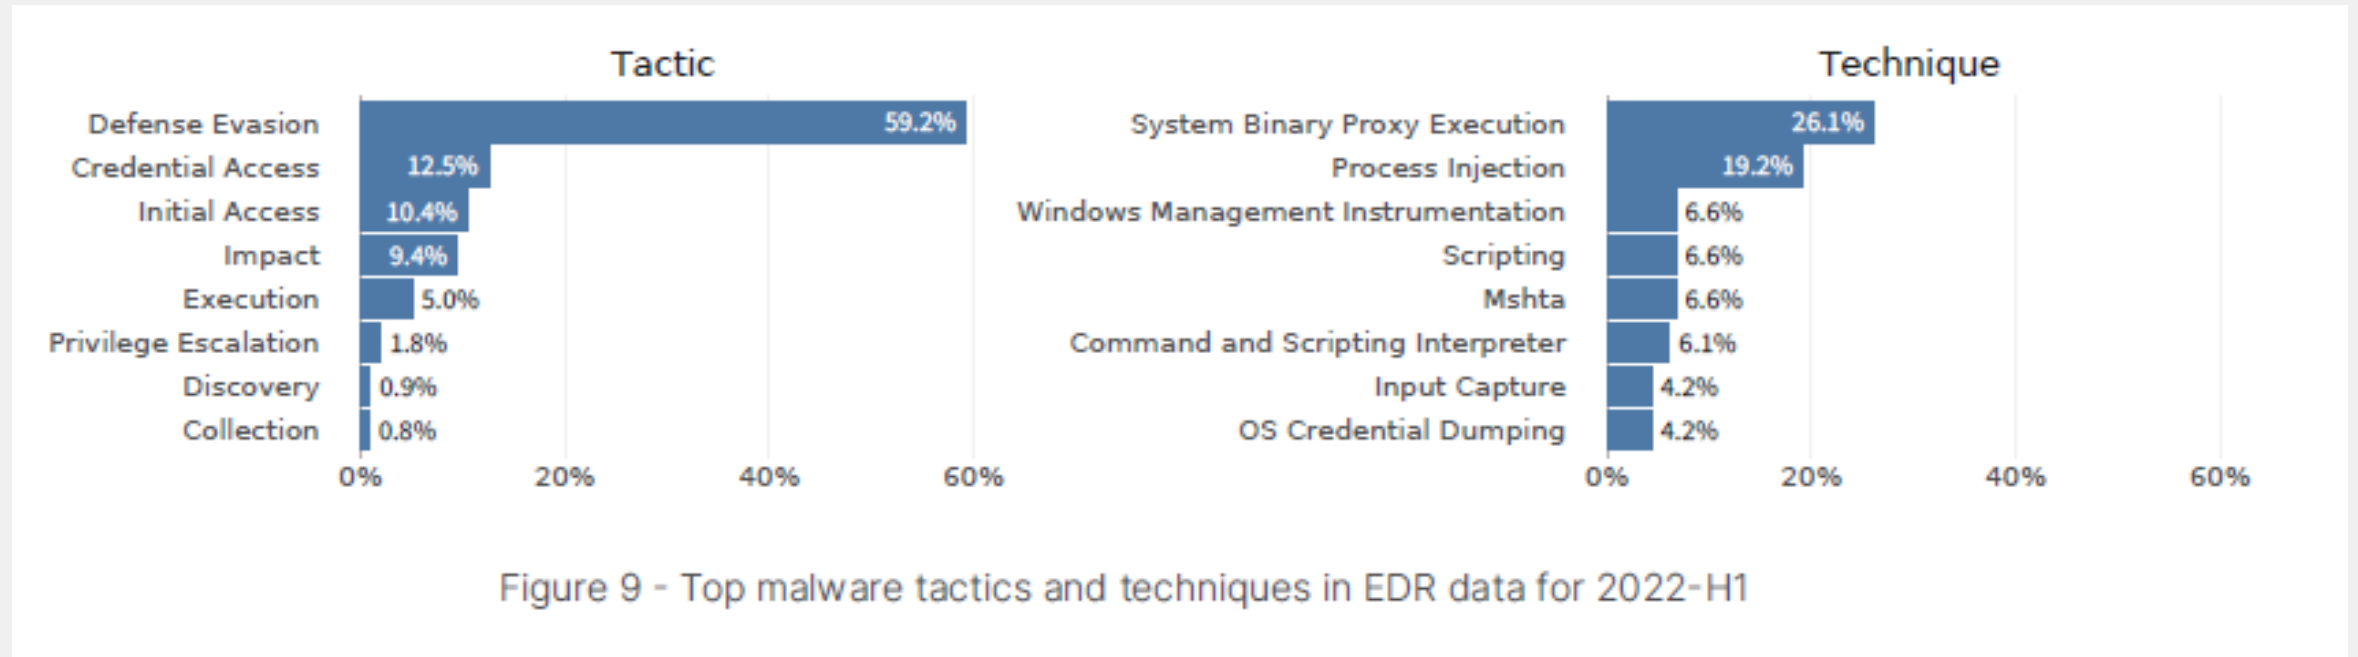 Tactic
Defense Evasion 59.2%
Credential Access 12.5%
Initial Access 10.4%
Impact 9.4%
Execution 5.0%
Privilege Escalation 1.8%
Discovery 0.9%
Collection 0.8%
0% 20% 40% 60%
Technique
System Binary Proxy Execution 26.1%
Process Injection 19.2%
Windows Management Instrumentation 6.6%
Scripting 6.6%
Mshta 6.6%
Command and Scripting Interpreter 6.1%
Input Capture 4.2%
OS Credential Dumping 4.2%
0% 20% 40% 60%
Figure 9 - Top malware tactics and techniques in EDR data for 2022-H1